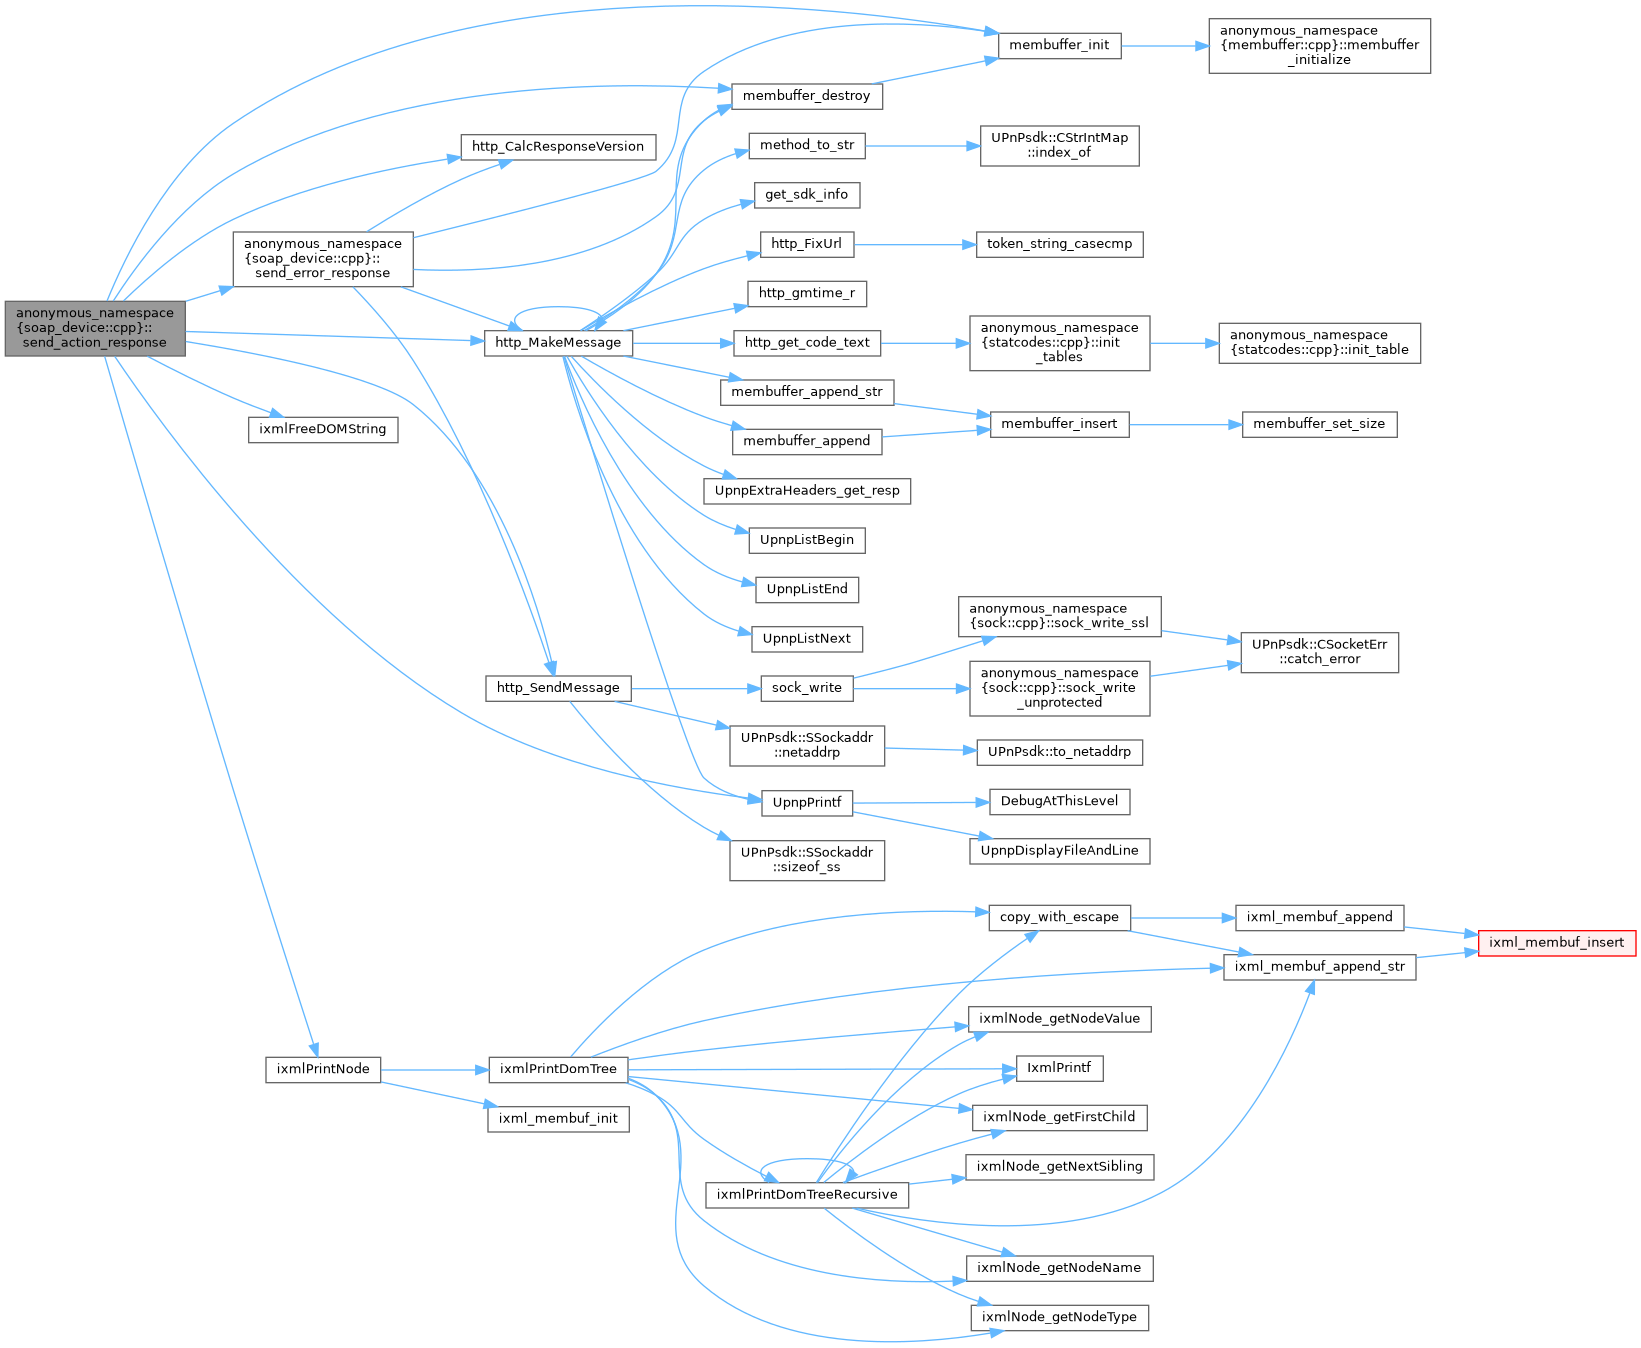 anonymous_namespace
{soap_device::cpp}::
send_action_response
membuffer_init
anonymous_namespace
{membuffer::cpp}::membuffer
_initialize
membuffer_destroy
http_CalcResponseVersion
method_to_str
UPnPsdk::CStrIntMap
::index_of
get_sdk_info
anonymous_namespace
{soap_device::cpp}::
send_error_response
http_FixUrl
token_string_casecmp
http_gmtime_r
http_MakeMessage
http_get_code_text
anonymous_namespace
{statcodes::cpp}::init
_tables
anonymous_namespace
{statcodes::cpp}::init_table
membuffer_append_str
ixmlFreeDOMString
membuffer_append
membuffer_insert
membuffer_set_size
UpnpExtraHeaders_get_resp
UpnpListBegin
UpnpListEnd
UpnpListNext
anonymous_namespace
{sock::cpp}::sock_write_ssl
UPnPsdk::CSocketErr
::catch_error
http_SendMessage
sock_write
anonymous_namespace
{sock::cpp}::sock_write
_unprotected
UPnPsdk::SSockaddr
::netaddrp
UPnPsdk::to_netaddrp
UpnpPrintf
DebugAtThisLevel
UpnpDisplayFileAndLine
UPnPsdk::SSockaddr
::sizeof_ss
copy_with_escape
ixml_membuf_append
ixml_membuf_insert
ixml_membuf_append_str
ixmlNode_getNodeValue
ixmlPrintNode
ixmlPrintDomTree
IxmlPrintf
ixml_membuf_init
ixmlNode_getFirstChild
ixmlNode_getNextSibling
ixmlPrintDomTreeRecursive
ixmlNode_getNodeName
ixmlNode_getNodeType